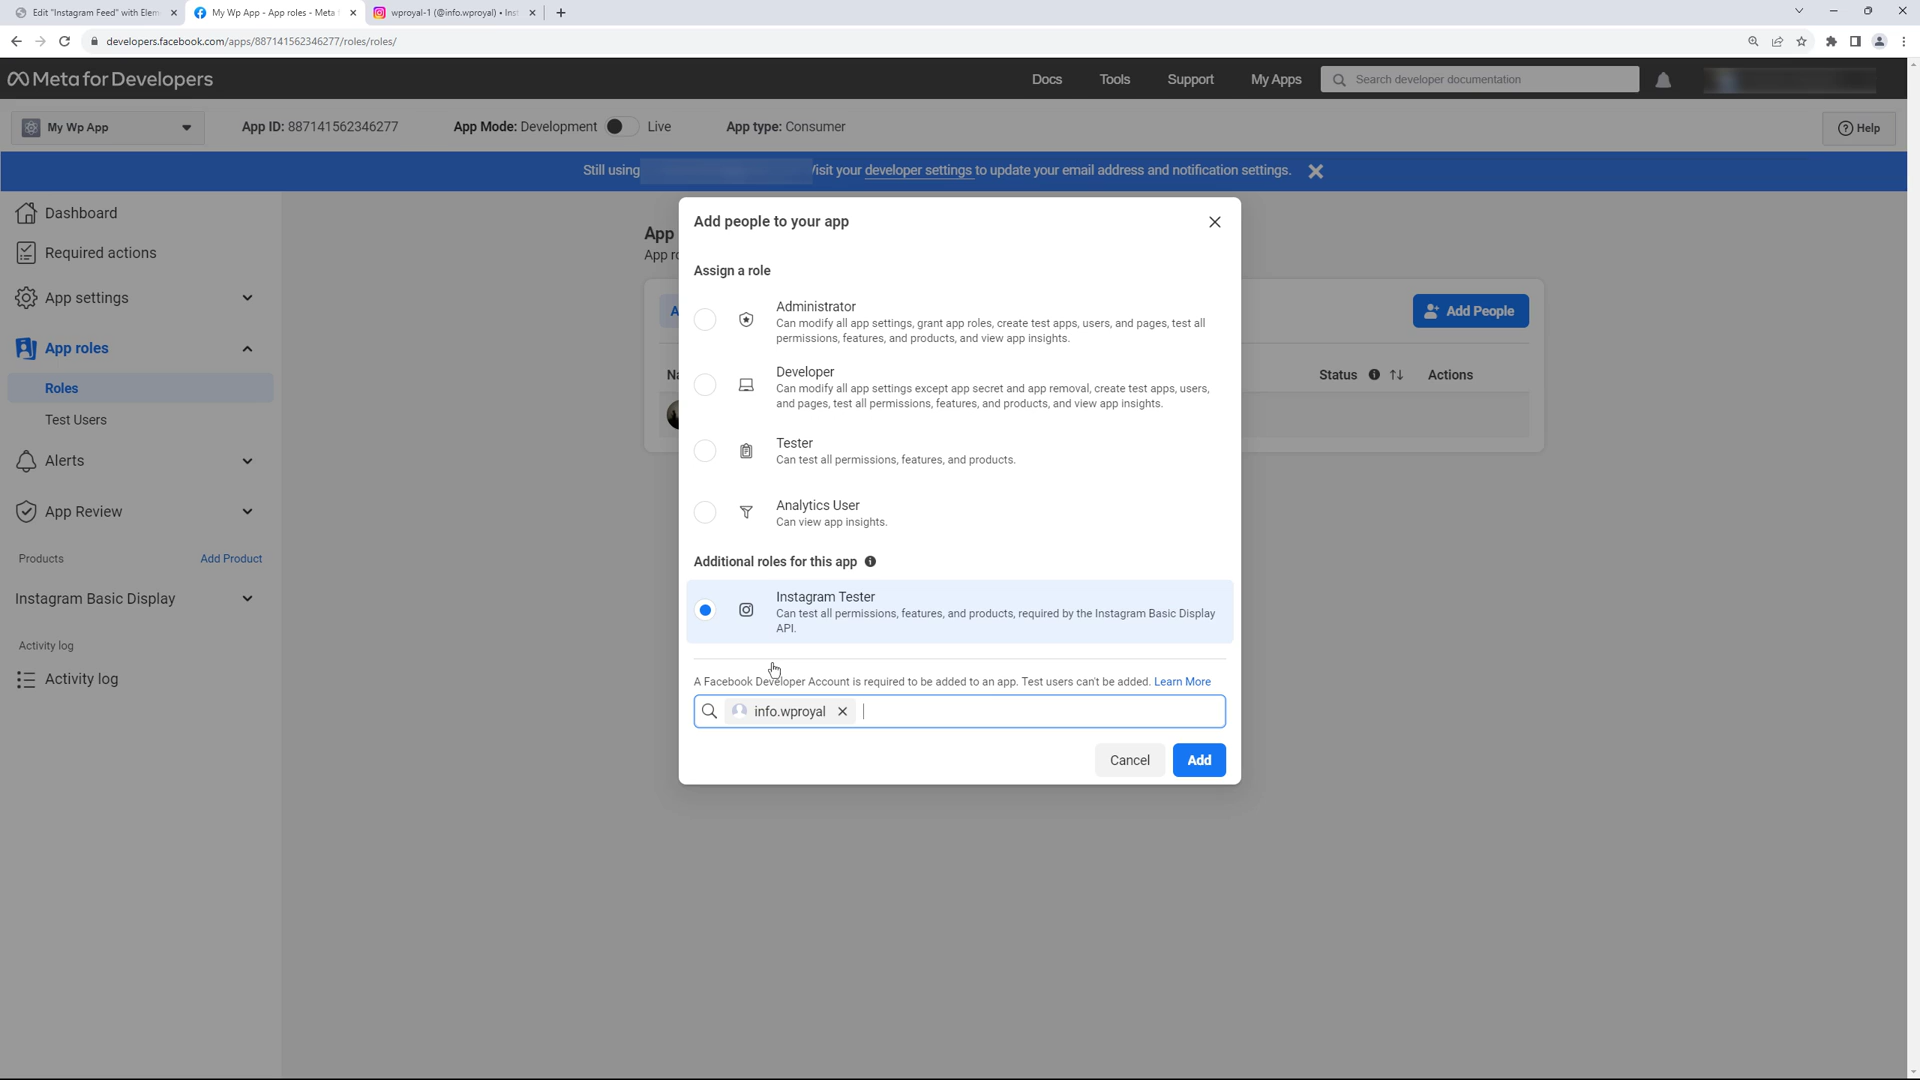 Edit "Instagram Feed" with Elem
My Wp App - App roles - Meta
wproyal-1 (@info.wproyal) • Ins
developers.facebook.com/apps/887141562346277/roles/roles/
Meta for Developers
Docs
Tools
Support
My Apps
Search developer documentation
My Wp App
App ID: 887141562346277
App Mode: Development
Live
App type: Consumer
Help
Still using
isit your developer settings to update your email address and notification settings.
Dashboard
Required actions
App settings
App roles
Roles
Test Users
Alerts
App Review
Products
Add Product
Instagram Basic Display
Activity log
Activity log
App
App ro
A
Add People
Na
Status
Actions
Add people to your app
Assign a role
Administrator
Can modify all app settings, grant app roles, create test apps, users, and pages, test all
permissions, features, and products, and view app insights.
Developer
Can modify all app settings except app secret and app removal, create test apps, users,
and pages, test all permissions, features, and products, and view app insights.
Tester
Can test all permissions, features, and products.
Analytics User
Can view app insights.
Additional roles for this app
Instagram Tester
Can test all permissions, features, and products, required by the Instagram Basic Display
API.
A Facebook Developer Account is required to be added to an app. Test users can't be added. Learn More
info.wproyal
Cancel
Add